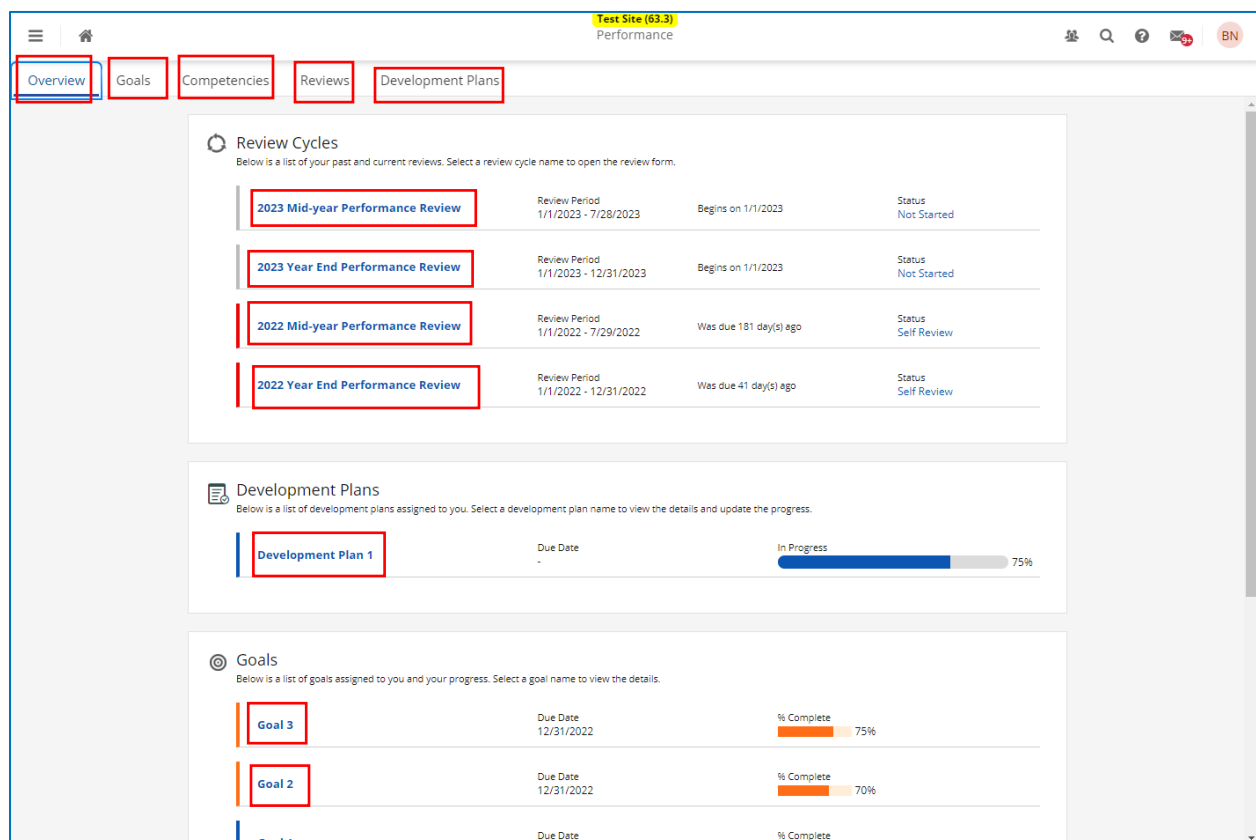 Test Site (63.3)
Performance
9+
BN
Overview Goals Competencies Reviews Development Plans
Review Cycles
Below is a list of your past and current reviews. Select a review cycle name to open the review form.
2023 Mid-year Performance Review
Review Period
1/1/2023 - 7/28/2023
Begins on 1/1/2023
Status
Not Started
2023 Year End Performance Review
Review Period
1/1/2023 - 12/31/2023
Begins on 1/1/2023
Status
Not Started
2022 Mid-year Performance Review
Review Period
1/1/2022 - 7/29/2022
Was due 181 day(s) ago
Status
Self Review
2022 Year End Performance Review
Review Period
1/1/2022 - 12/31/2022
Was due 41 day(s) ago
Status
Self Review
Development Plans
Below is a list of development plans assigned to you. Select a development plan name to view the details and update the progress.
Development Plan 1
Due Date
-
In Progress
75%
Goals
Below is a list of goals assigned to you and your progress. Select a goal name to view the details.
Goal 3
Due Date
12/31/2022
% Complete
75%
Goal 2
Due Date
12/31/2022
% Complete
70%
Due Date
% Complete